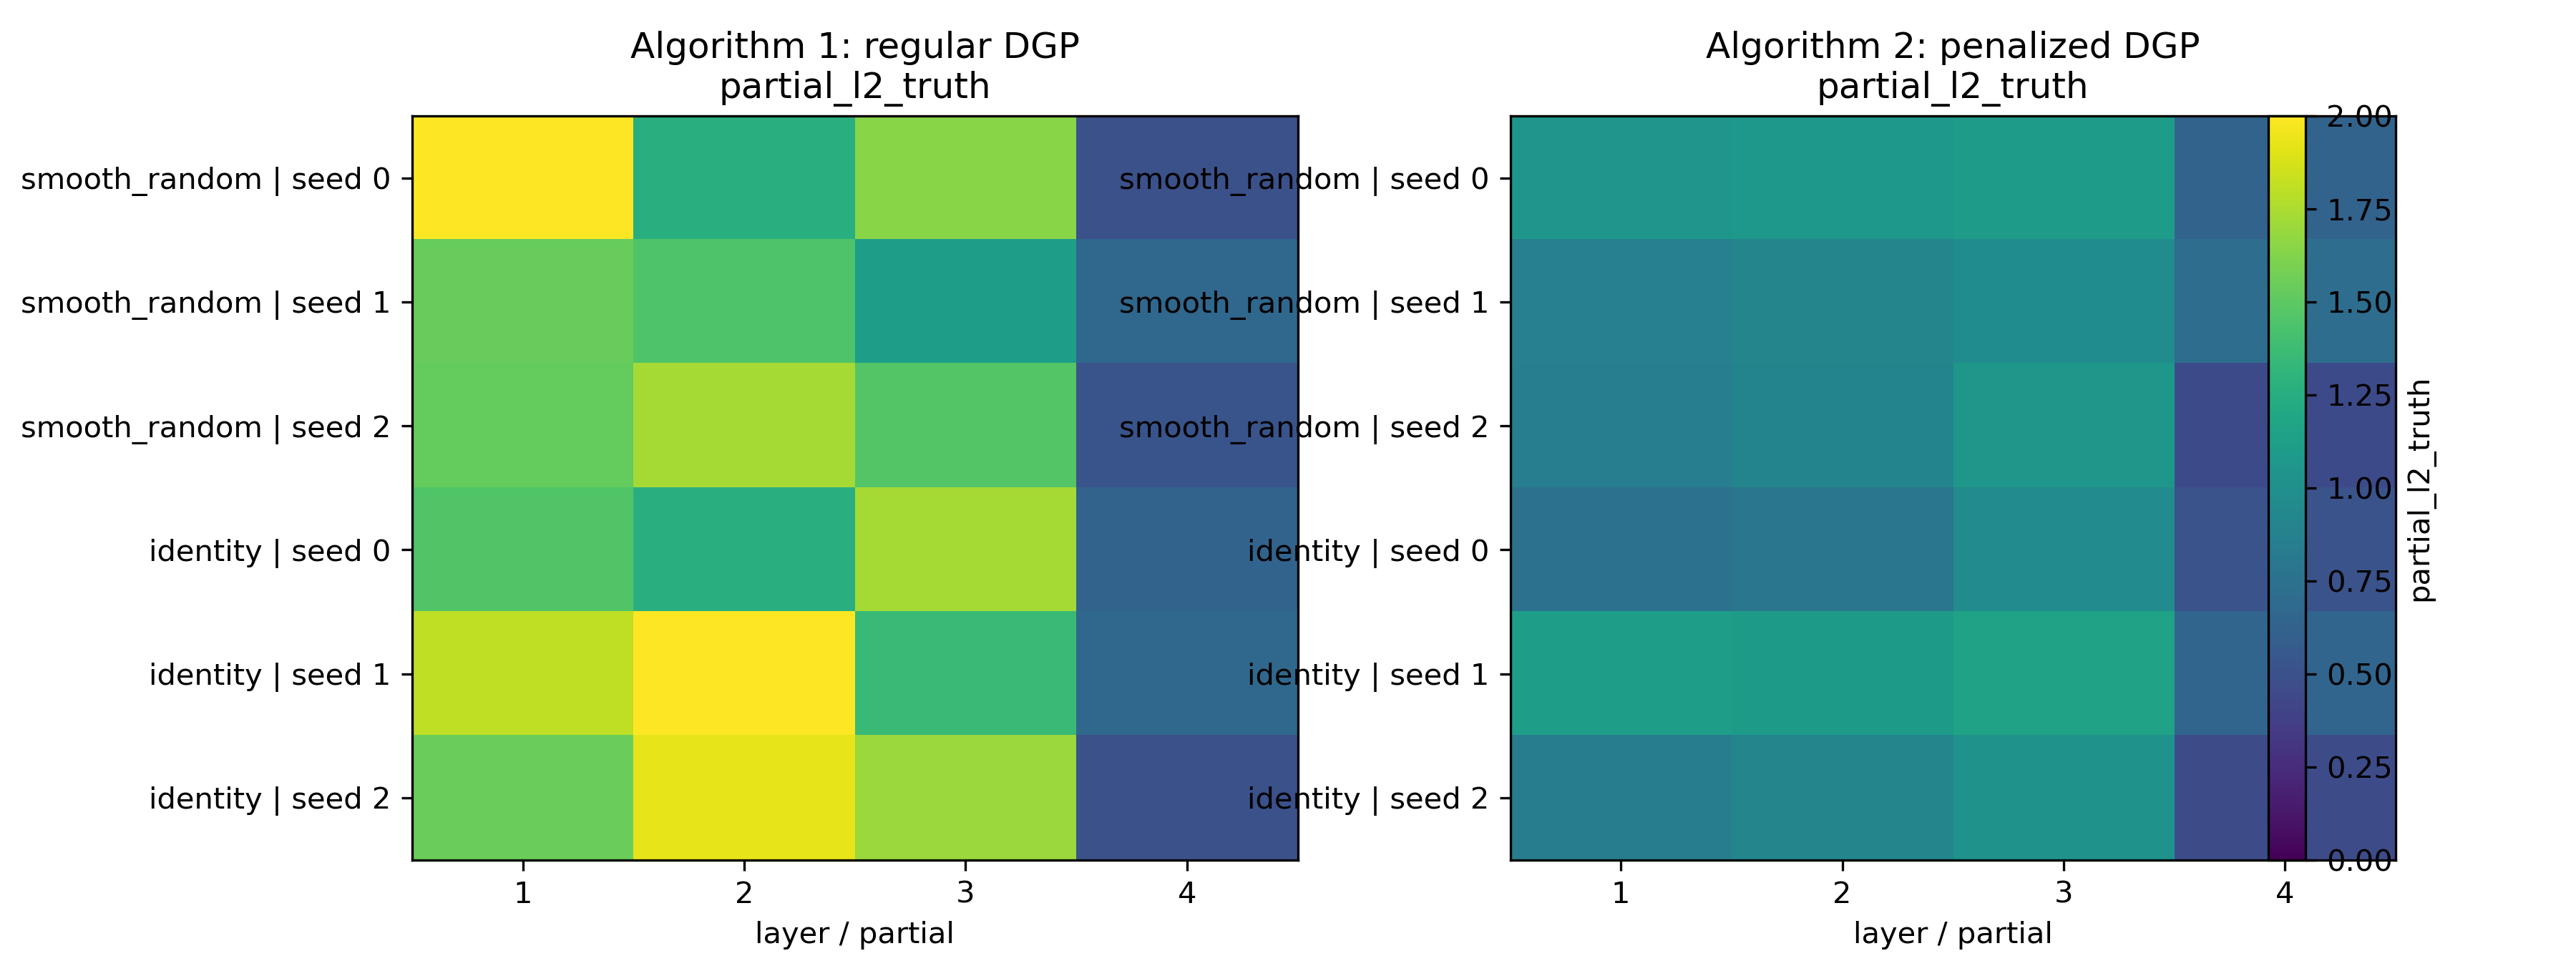 Algorithm 1: regular DGP
partial_l2_truth
smooth_random | seed 0
smooth_random | seed 1
smooth_random | seed 2
identity | seed 0
identity | seed 1
identity | seed 2
1 2 3 4
layer / partial
Algorithm 2: penalized DGP
partial_l2_truth
smooth_random | seed 0
smooth_random | seed 1
smooth_random | seed 2
identity | seed 0
identity | seed 1
identity | seed 2
1 2 3 4
layer / partial
2.00
1.75
1.50
1.25
1.00
0.75
0.50
0.25
0.00
partial_l2_truth